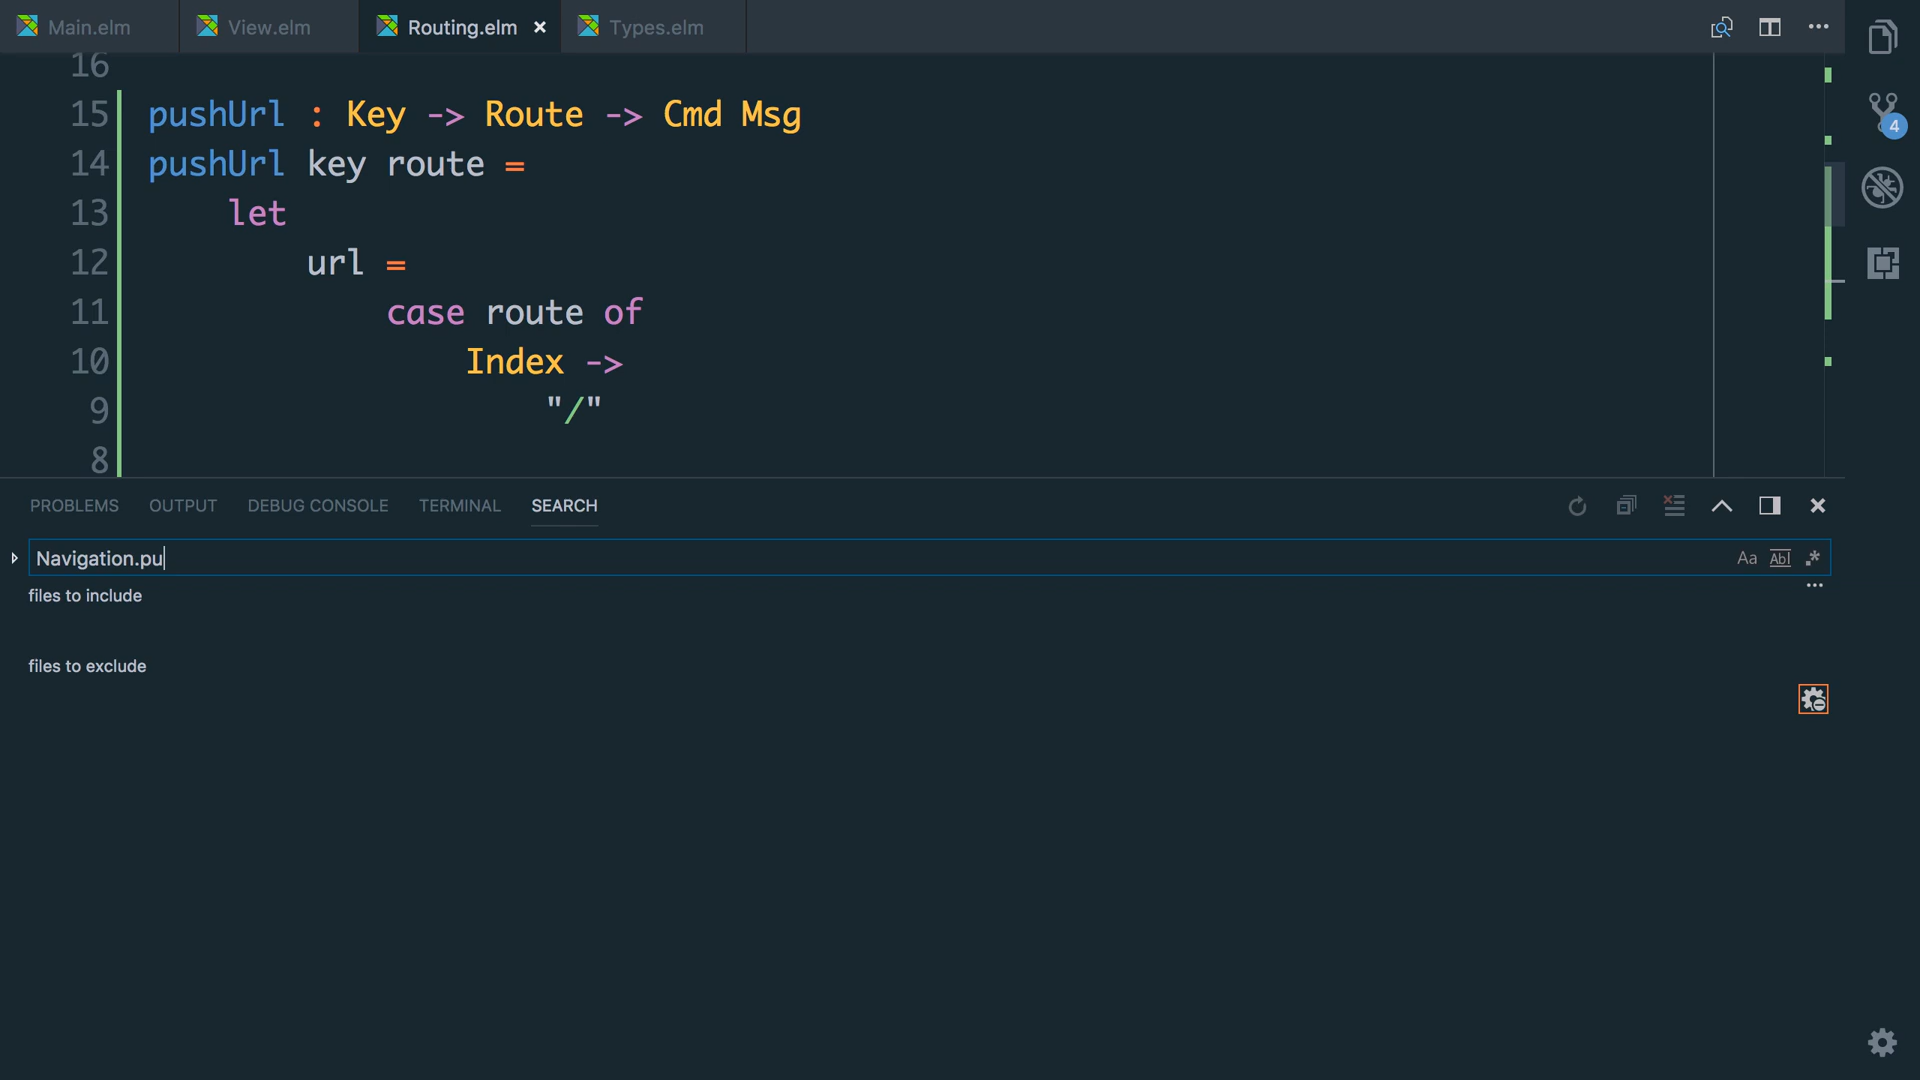 Main.elm
View.elm
Routing.elm
Types.elm
16
15 pushUrl : Key -> Route -> Cmd Msg
14 pushUrl key route =
13 let
12 url =
11 case route of
10 Index ->
9 "/"
8
4
PROBLEMS OUTPUT DEBUG CONSOLE TERMINAL SEARCH
Navigation.pu
Aa Abl .*
files to include
files to exclude